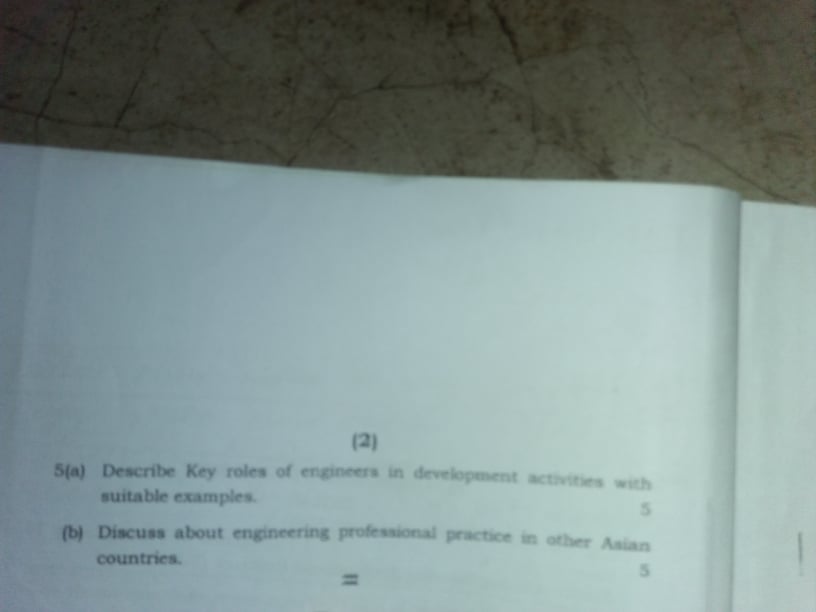 (2)
5(a) Describe Key roles of engineers in development activities with
suitable examples. 5
(b) Discuss about engineering professional practice in other Asian
countries. 5
=